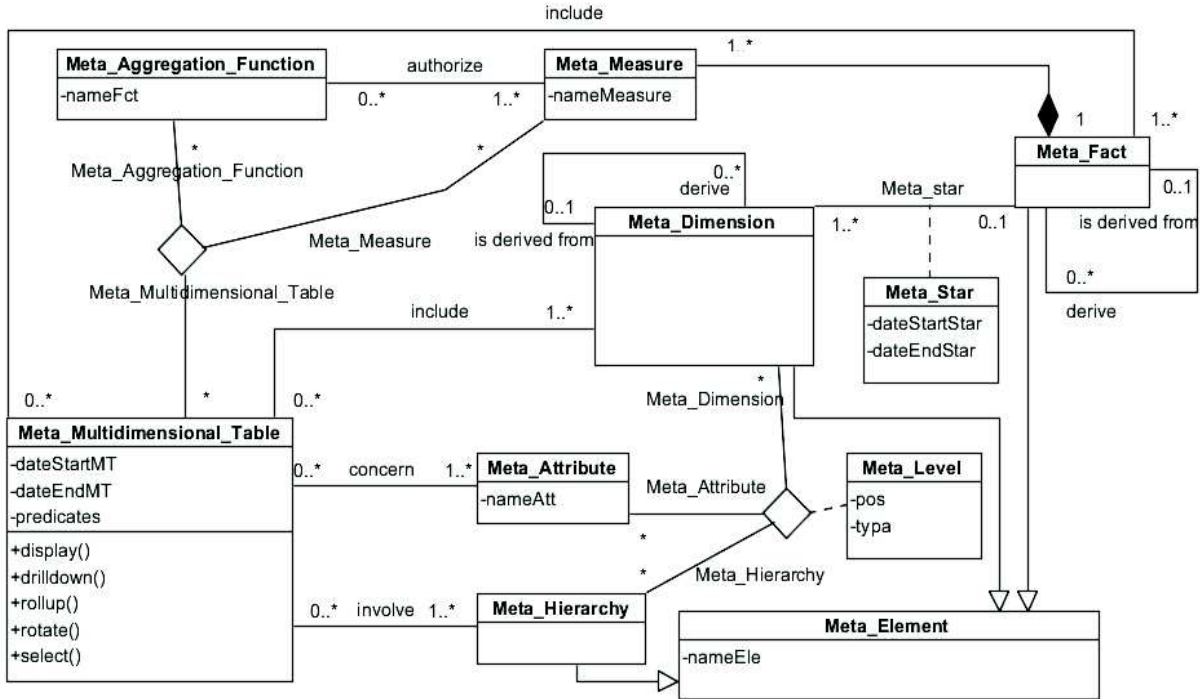 include
Meta_Aggregation_Function
-nameFct
authorize
0..*
1..*
Meta_Measure
-nameMeasure
1..*
1
1..*
Meta_Fact
*
Meta_Aggregation_Function
*
Meta_Measure
Meta_Multidimensional_Table
0..*
derive
0..1
is derived from
Meta_Dimension
Meta_star
1..*
0..1
0..1
is derived from
0..*
derive
Meta_Star
-dateStartStar
-dateEndStar
include
1..*
0..*
*
0..*
Meta_Multidimensional_Table
-dateStartMT
-dateEndMT
-predicates
+display()
+drilldown()
+rollup()
+rotate()
+select()
*
Meta_Dimension
0..*
concern
1..*
Meta_Attribute
-nameAtt
Meta_Attribute
*
Meta_Level
-pos
-typa
*
Meta_Hierarchy
0..*
involve
1..*
Meta_Hierarchy
Meta_Element
-nameEle